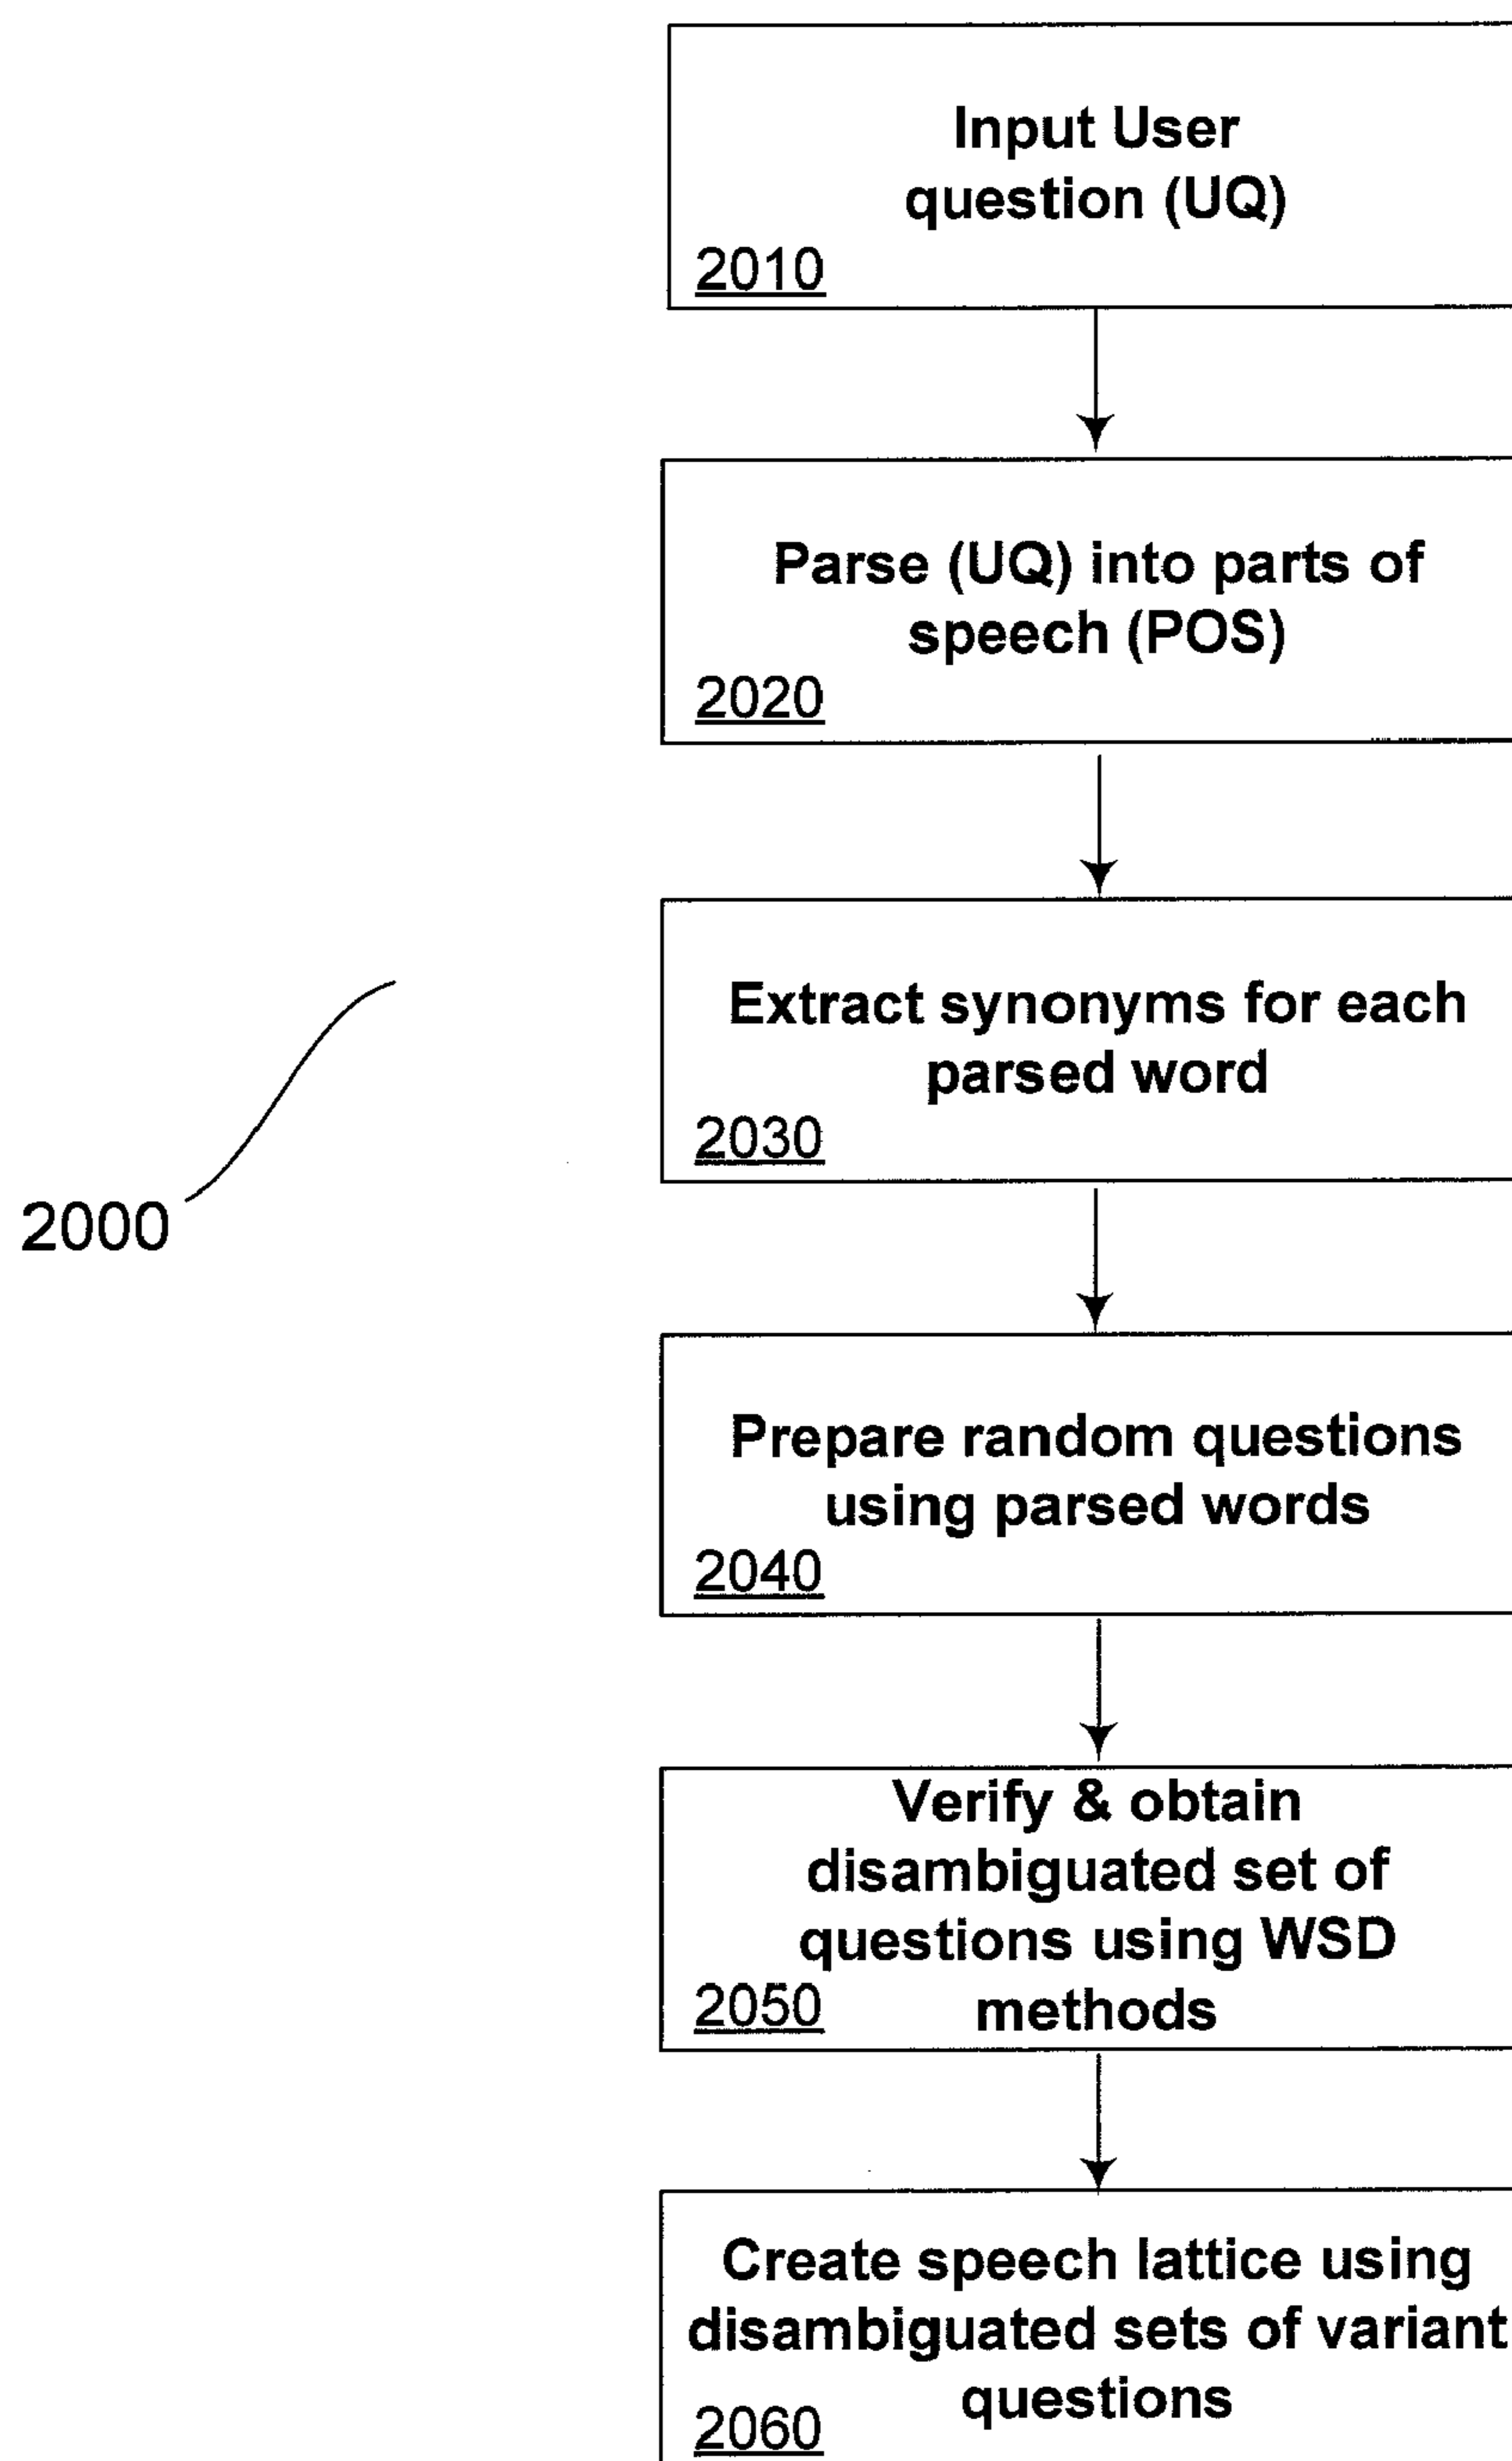 Input User
question (UQ)
2010
Parse (UQ) into parts of
speech (POS)
2020
Extract synonyms for each
parsed word
2030
2000
Prepare random questions
using parsed words
2040
Verify & obtain
disambiguated set of
questions using WSD
methods
2050
Create speech lattice using
disambiguated sets of variant
questions
2060